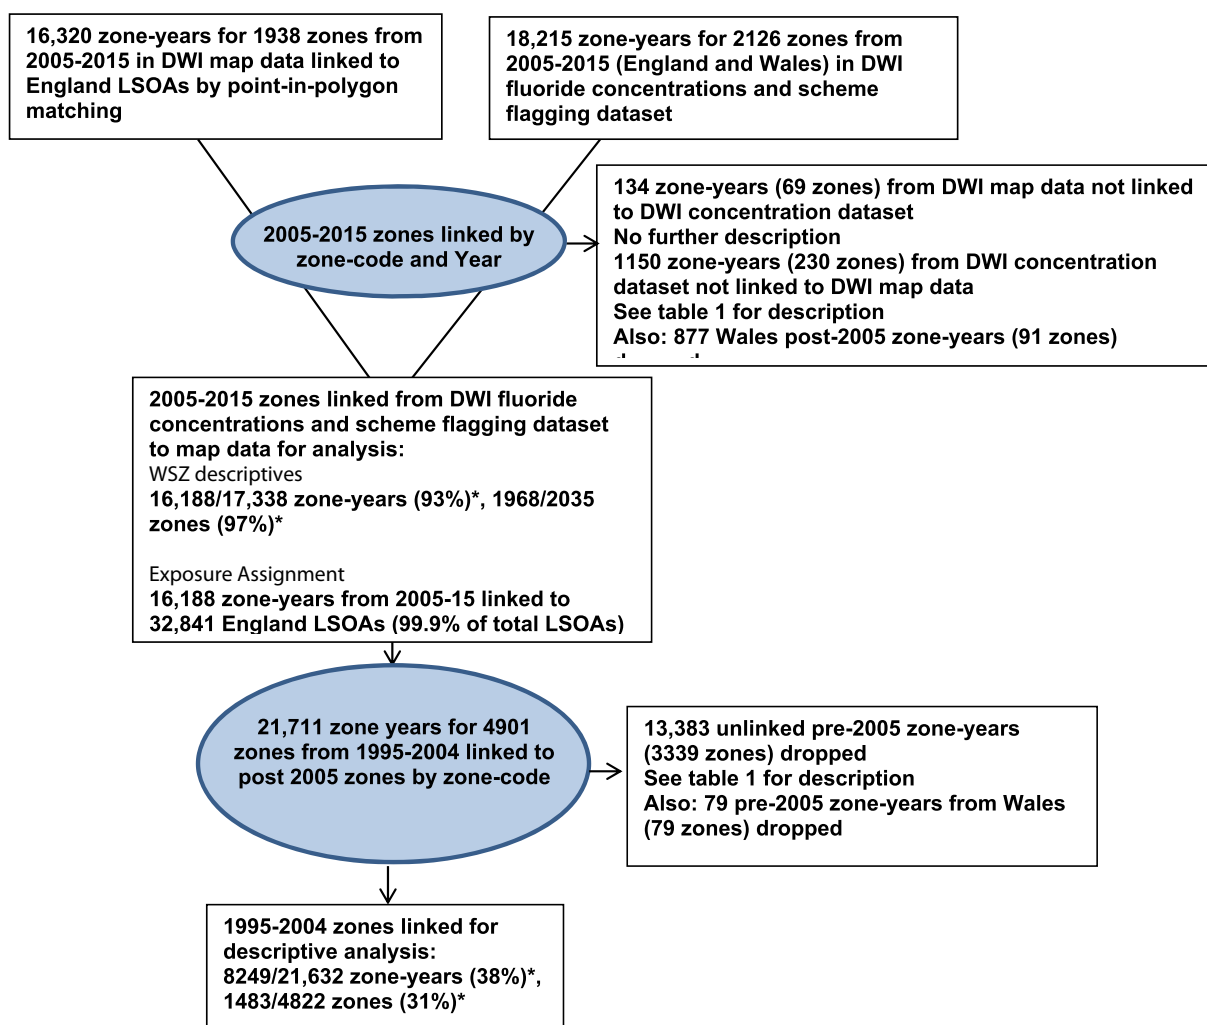 16,320 zone-years for 1938 zones from
2005-2015 in DWI map data linked to
England LSOAs by point-in-polygon
matching
18,215 zone-years for 2126 zones from
2005-2015 (England and Wales) in DWI
fluoride concentrations and scheme
flagging dataset
2005-2015 zones linked by
zone-code and Year
134 zone-years (69 zones) from DWI map data not linked
to DWI concentration dataset
No further description
1150 zone-years (230 zones) from DWI concentration
dataset not linked to DWI map data
See table 1 for description
Also: 877 Wales post-2005 zone-years (91 zones)
2005-2015 zones linked from DWI fluoride
concentrations and scheme flagging dataset
to map data for analysis:
WSZ descriptives
16,188/17,338 zone-years (93%)*, 1968/2035
zones (97%)*
Exposure Assignment
16,188 zone-years from 2005-15 linked to
32,841 England LSOAs (99.9% of total LSOAs)
21,711 zone years for 4901
zones from 1995-2004 linked to
post 2005 zones by zone-code
13,383 unlinked pre-2005 zone-years
(3339 zones) dropped
See table 1 for description
Also: 79 pre-2005 zone-years from Wales
(79 zones) dropped
1995-2004 zones linked for
descriptive analysis:
8249/21,632 zone-years (38%)*,
1483/4822 zones (31%)*